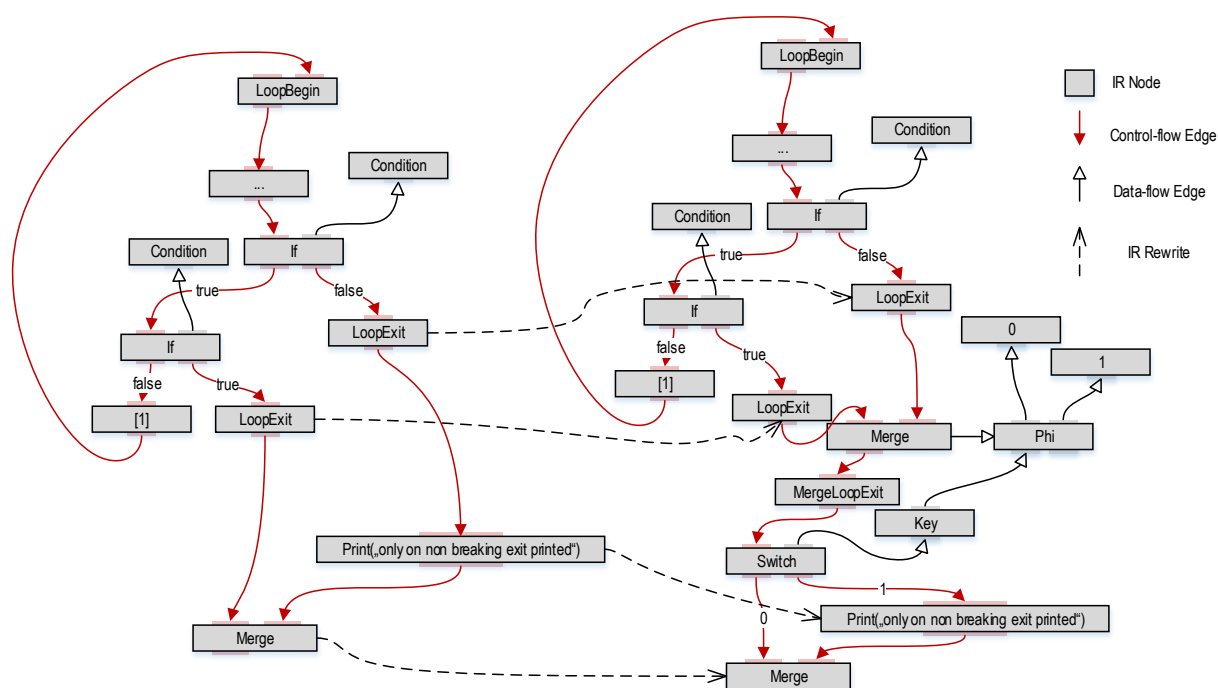 LoopBegin
...
Condition
If
Condition
true
false
If
LoopExit
false
true
[1]
LoopExit
Print(„only on non breaking exit printed“)
Merge
LoopBegin
...
Condition
If
Condition
true
false
If
LoopExit
false
true
[1]
LoopExit
Merge
0
1
Phi
MergeLoopExit
Key
Switch
1
0
Print(„only on non breaking exit printed“)
Merge
IR Node
Control-flow Edge
Data-flow Edge
IR Rewrite